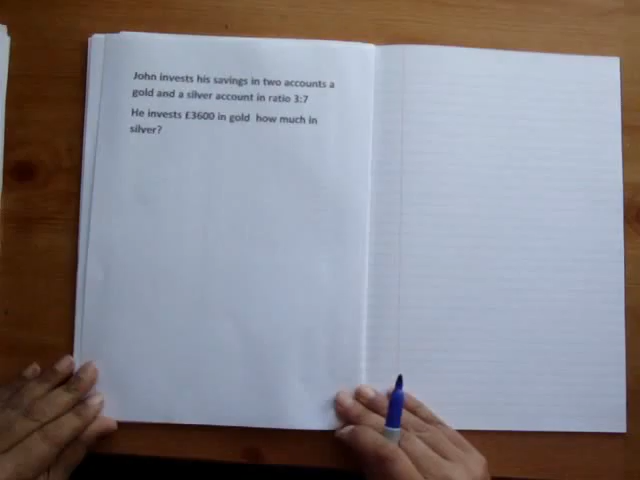 John invests his savings in two accounts a
gold and a silver account in ratio 3:7
He invests £3600 in gold how much in
silver?